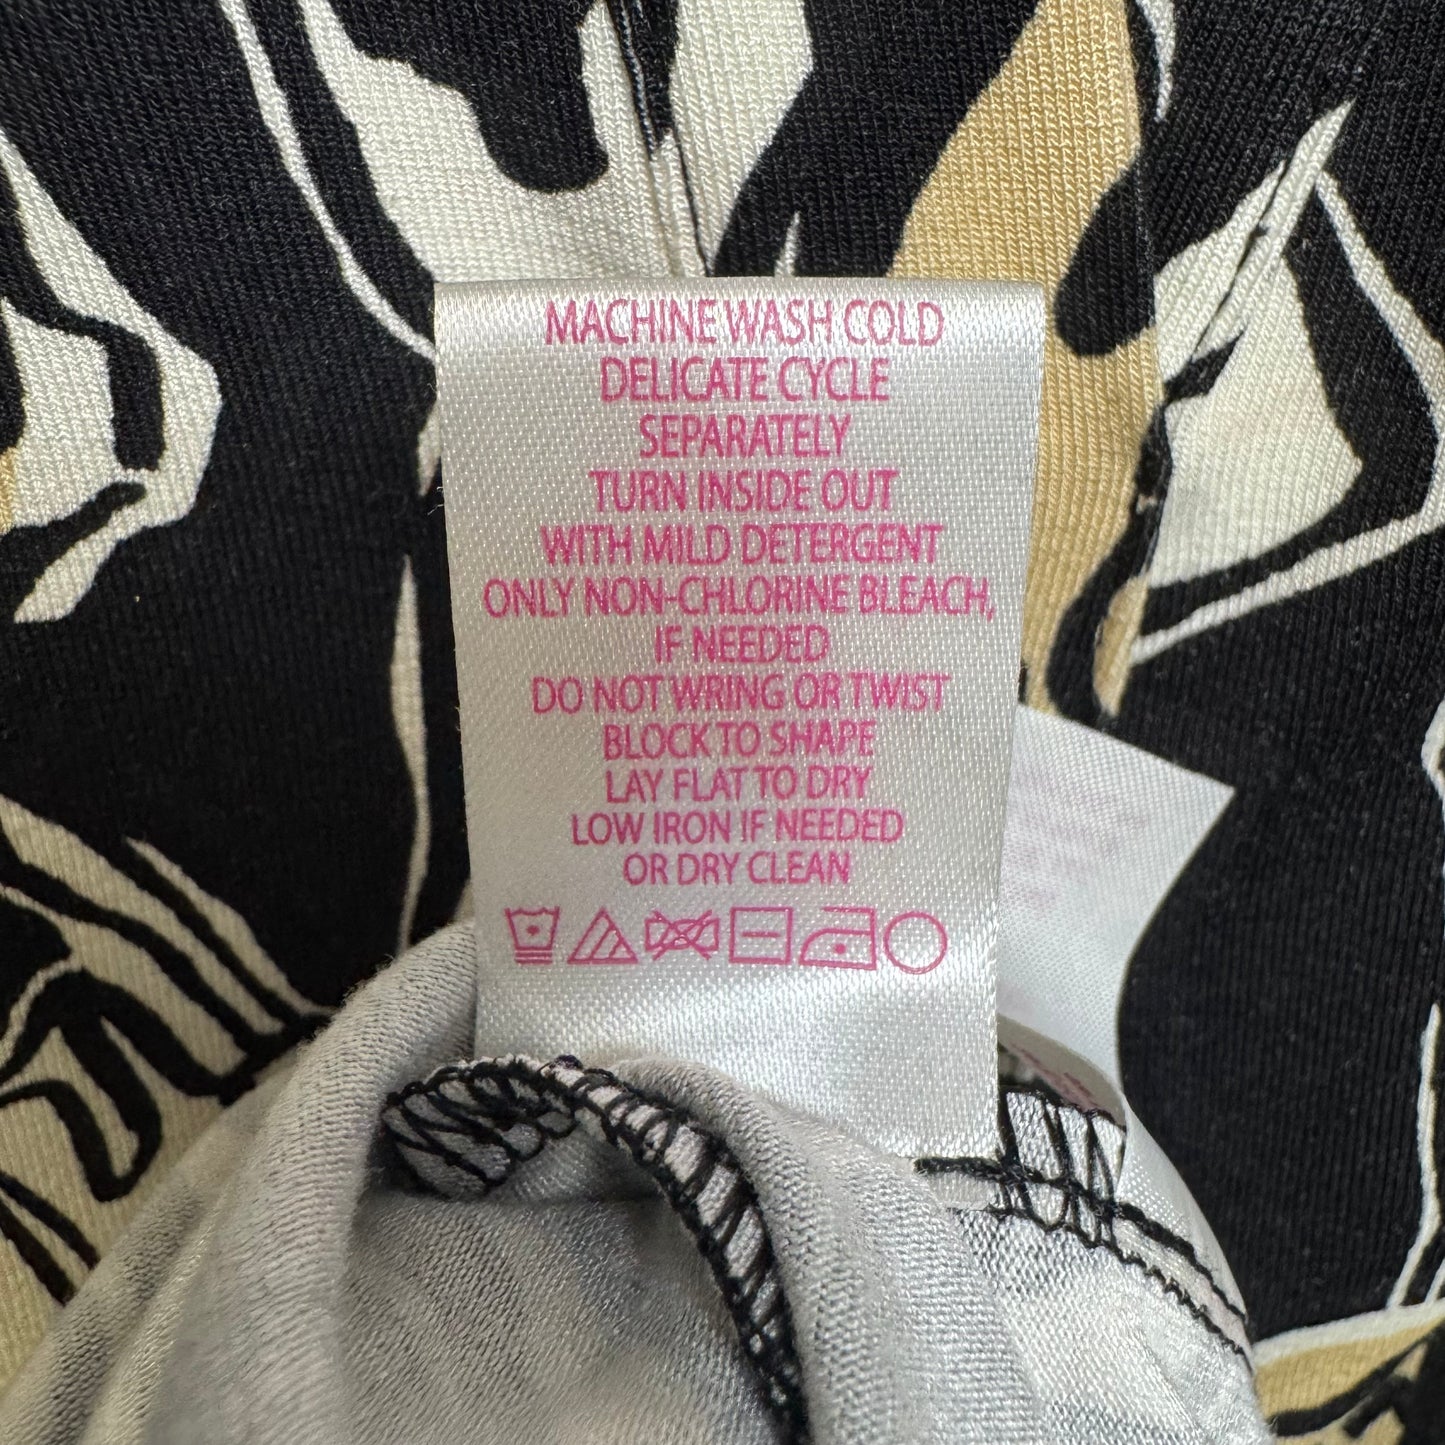 MACHINE WASH COLD
DELICATE CYCLE
SEPARATELY
TURN INSIDE OUT
WITH MILD DETERGENT
ONLY NON-CHLORINE BLEACH,
IF NEEDED
DO NOT WRING OR TWIST
BLOCK TO SHAPE
LAY FLAT TO DRY
LOW IRON IF NEEDED
OR DRY CLEAN